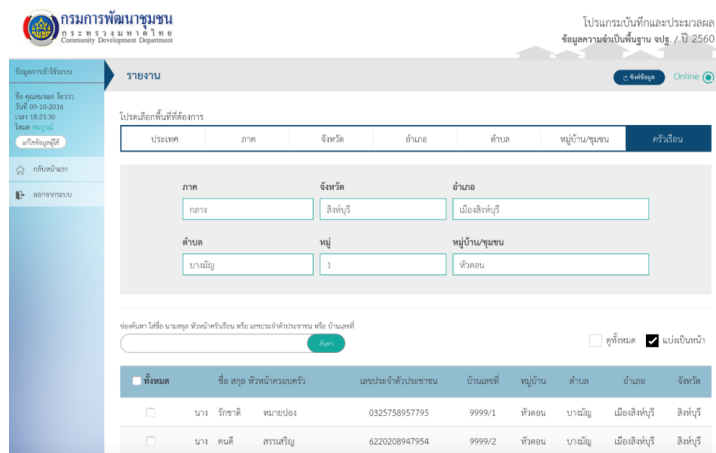 กรมการพัฒนาชุมชน
กระทรวงมหาดไทย
Community Development Department
โปรแกรมบันทึกและประมวลผล
ข้อมูลความจำเป็นพื้นฐาน จปฐ. / ปี 2560
ข้อมูลการเข้าใช้ระบบ
รายงาน
ซิงค์ข้อมูล
Online
วันที่ 09-10-2016
เวลา 18:23:30
โหมด สมบูรณ์
แก้ไขข้อมูลผู้ใช้
กลับหน้าแรก
ออกจากระบบ
โปรดเลือกพื้นที่ที่ต้องการ
ประเทศ ภาค จังหวัด อำเภอ ตำบล หมู่บ้าน/ชุมชน ครัวเรือน
ภาค จังหวัด อำเภอ
กลาง สิงห์บุรี เมืองสิงห์บุรี
ตำบล หมู่ หมู่บ้าน/ชุมชน
บางมัญ 1 หัวดอน
ช่องค้นหา ใส่ชื่อ-นามสกุล หัวหน้าครัวเรือน หรือ เลขประจำตัวประชาชน หรือ บ้านเลขที่
ค้นหา
ดูทั้งหมด แบ่งเป็นหน้า
ทั้งหมด ชื่อ สกุล หัวหน้าครอบครัว เลขประจำตัวประชาชน บ้านเลขที่ หมู่บ้าน ตำบล อำเภอ จังหวัด
นาง รักชาติ หมายปอง 0325758957795 9999/1 หัวดอน บางมัญ เมืองสิงห์บุรี สิงห์บุรี
นาง คนดี สรรเสริญ 6220208947954 9999/2 หัวดอน บางมัญ เมืองสิงห์บุรี สิงห์บุรี